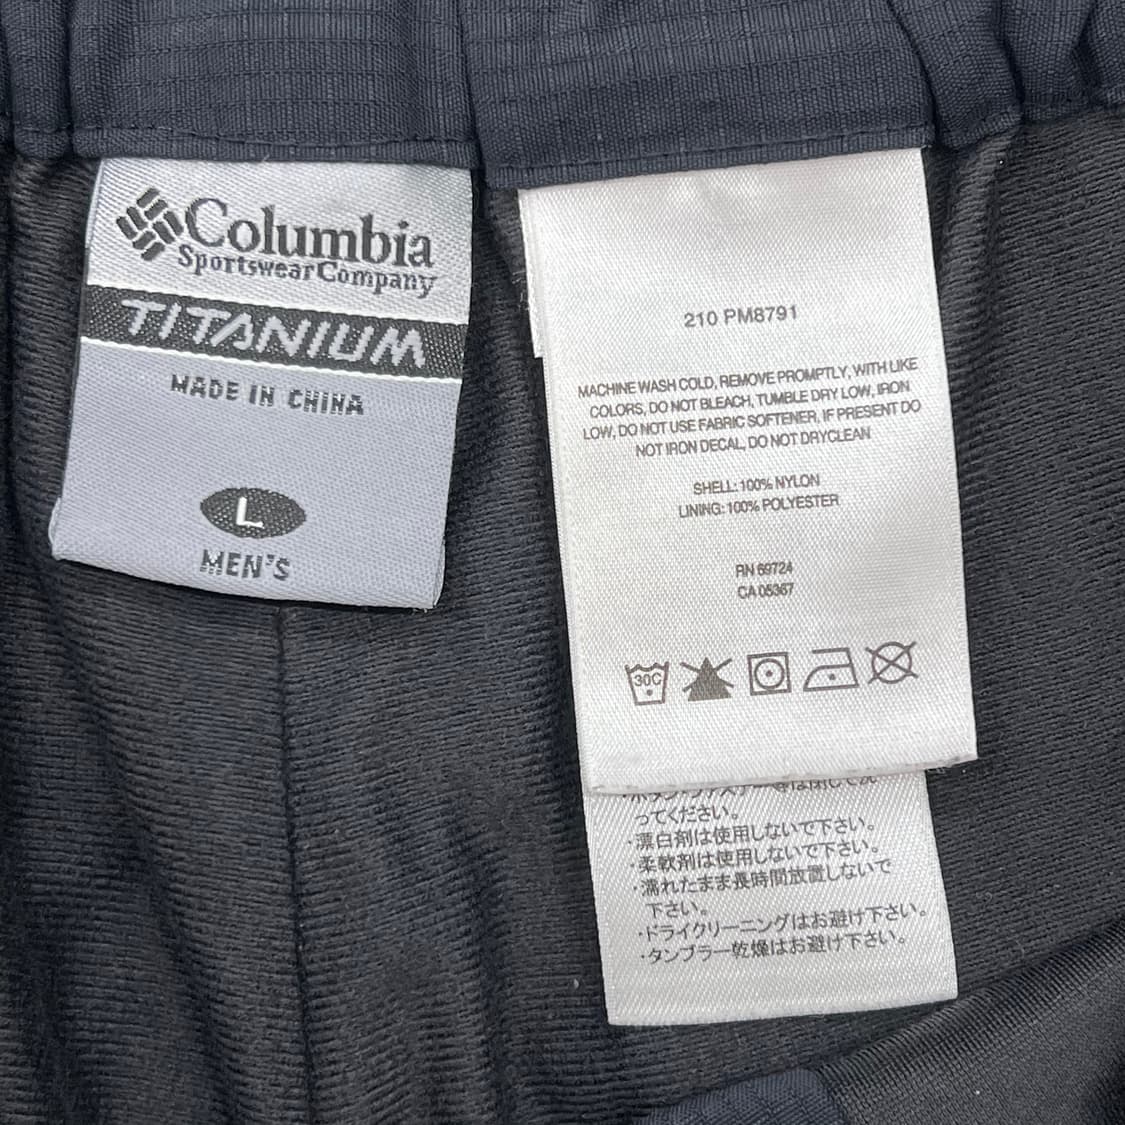 Columbia
Sportswear Company
TITANIUM
MADE IN CHINA
L
MEN'S
210 PM8791
MACHINE WASH COLD, REMOVE PROMPTLY, WITH LIKE
COLORS, DO NOT BLEACH, TUMBLE DRY LOW, IRON
LOW, DO NOT USE FABRIC SOFTENER, IF PRESENT DO
NOT IRON DECAL, DO NOT DRYCLEAN
SHELL: 100% NYLON
LINING: 100% POLYESTER
RN 69724
CA 05367
30C
ってください。
・漂白剤は使用しないで下さい。
・柔軟剤は使用しないで下さい。
・濡れたまま長時間放置しないで
下さい。
・ドライクリーニングはお避け下さい。
・タンブラー乾燥はお避け下さい。